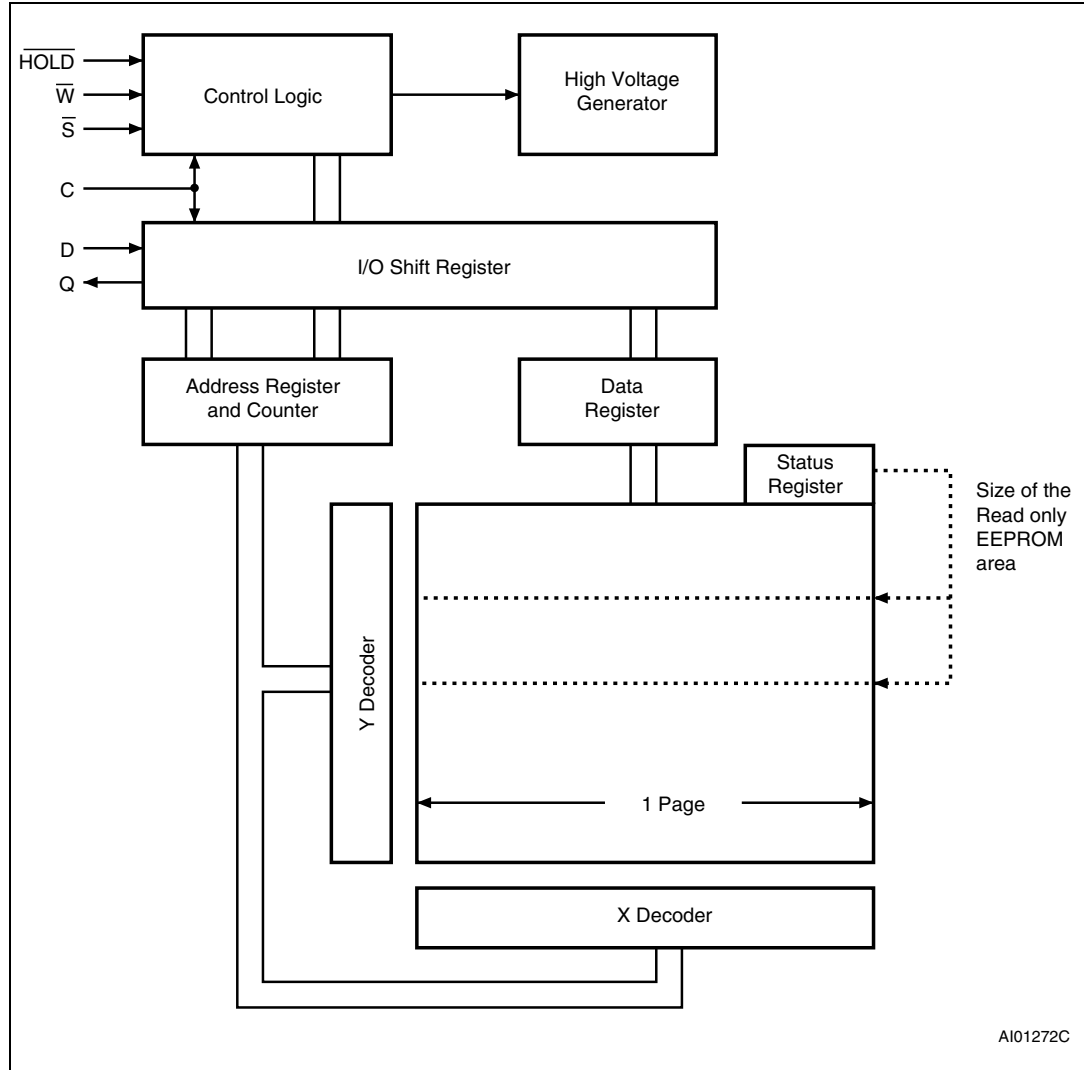 HOLD
W
S
C
D
Q
Control Logic
High Voltage
Generator
I/O Shift Register
Address Register
and Counter
Data
Register
Status
Register
Size of the
Read only
EEPROM
area
Y Decoder
1 Page
X Decoder
AI01272C